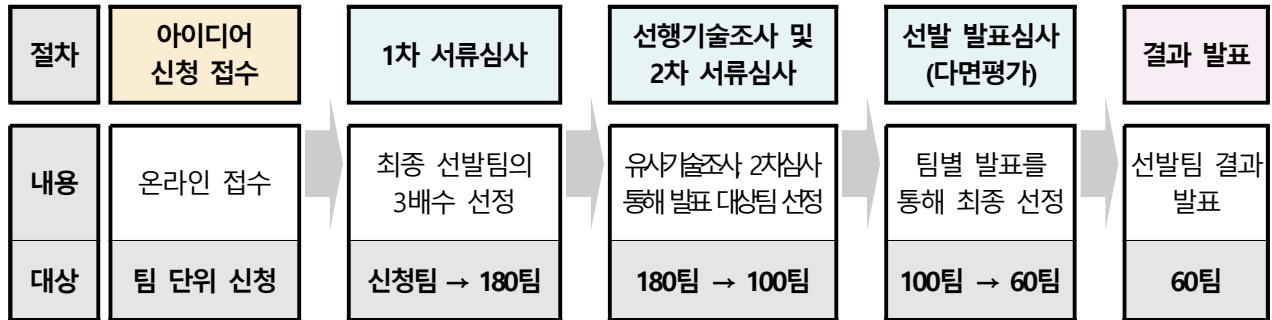 절차
아이디어
신청 접수
1차 서류심사
선행기술조사 및
2차 서류심사
선발 발표심사
(다면평가)
결과 발표
내용
온라인 접수
최종 선발팀의
3배수 선정
유사기술조사, 2차심사
통해 발표 대상팀 선정
팀별 발표를
통해 최종 선정
선발팀 결과
발표
대상
팀 단위 신청
신청팀 → 180팀
180팀 → 100팀
100팀 → 60팀
60팀